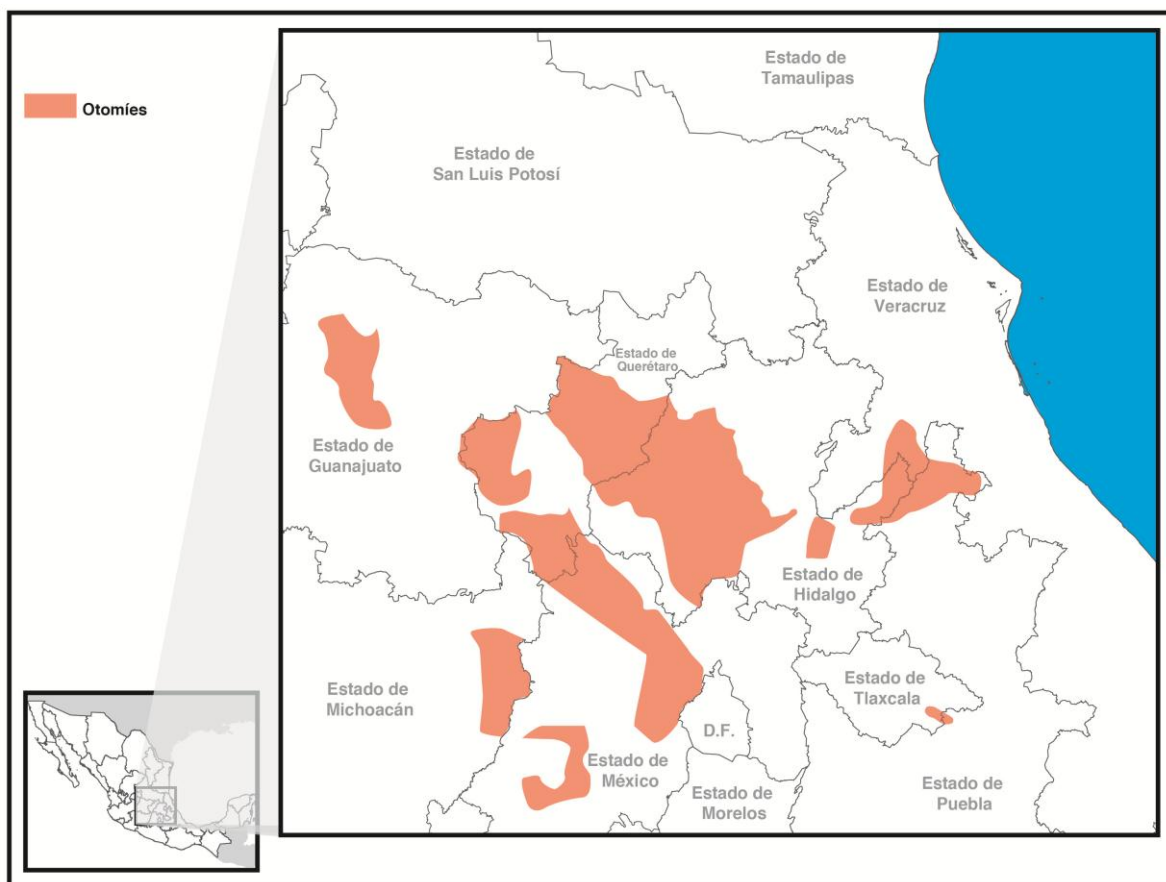 Otomíes
Estado de
Tamaulipas
Estado de
San Luis Potosí
Estado de
Veracruz
Estado de
Querétaro
Estado de
Guanajuato
Estado de
Hidalgo
Estado de
Michoacán
Estado de
Tlaxcala
D.F.
Estado de
México
Estado de
Morelos
Estado de
Puebla